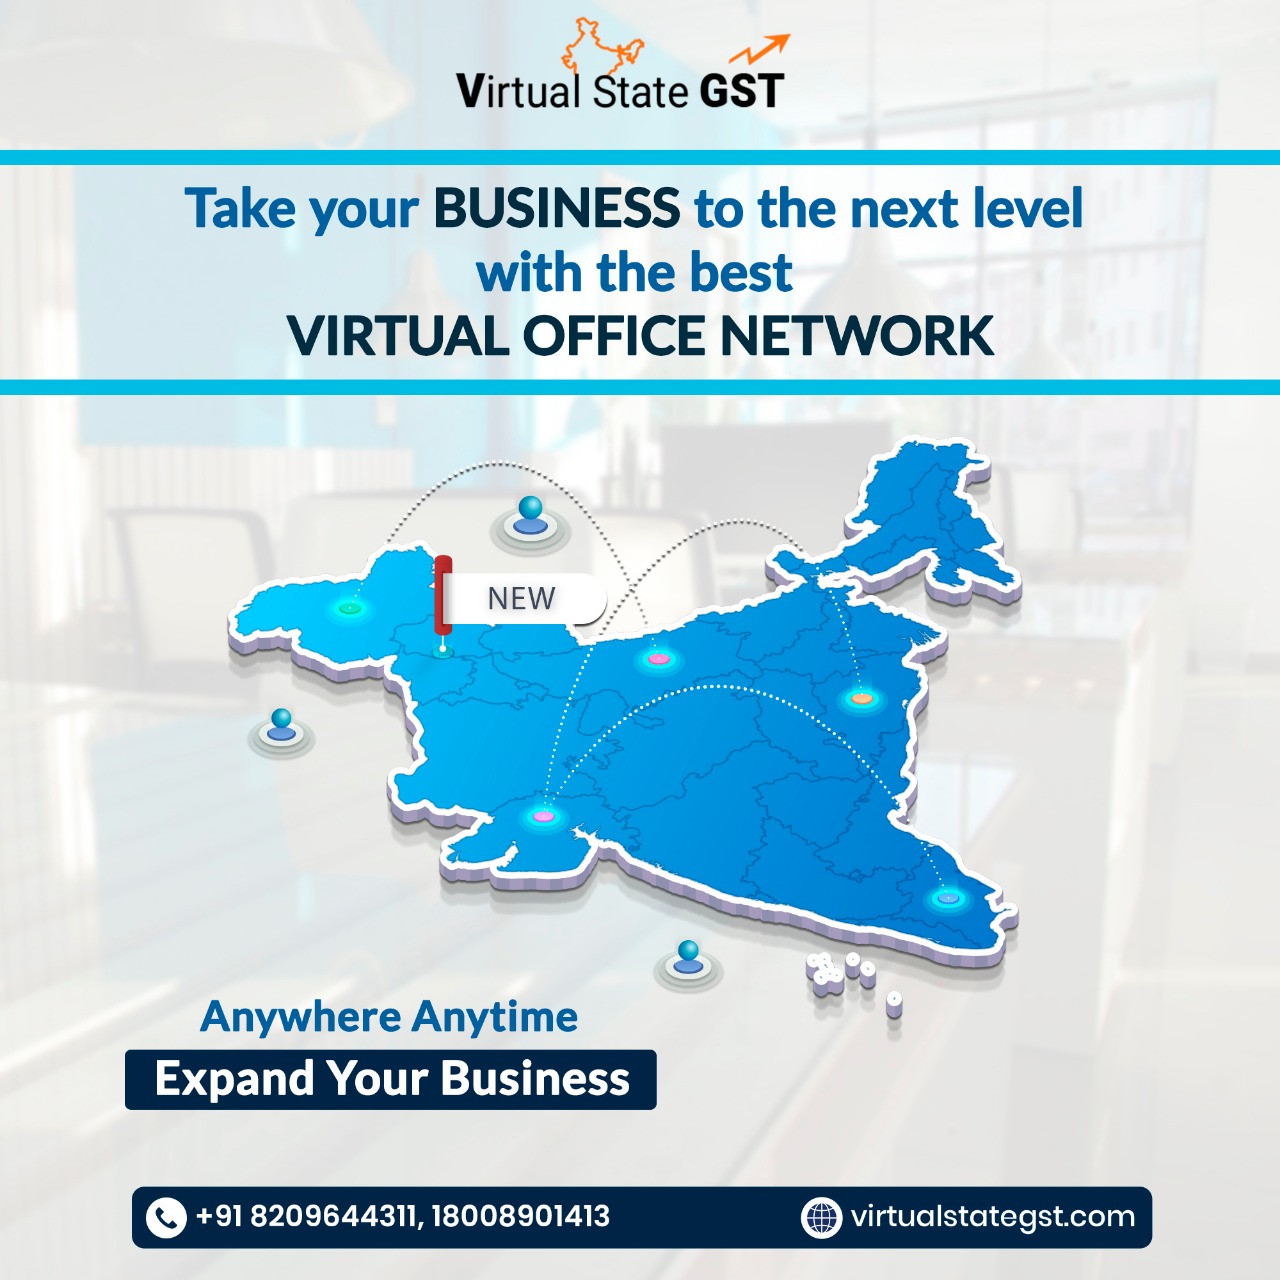 Virtual State GST
Take your BUSINESS to the next level
with the best
VIRTUAL OFFICE NETWORK
NEW
Anywhere Anytime
Expand Your Business
+91 8209644311, 18008901413
virtualstategst.com